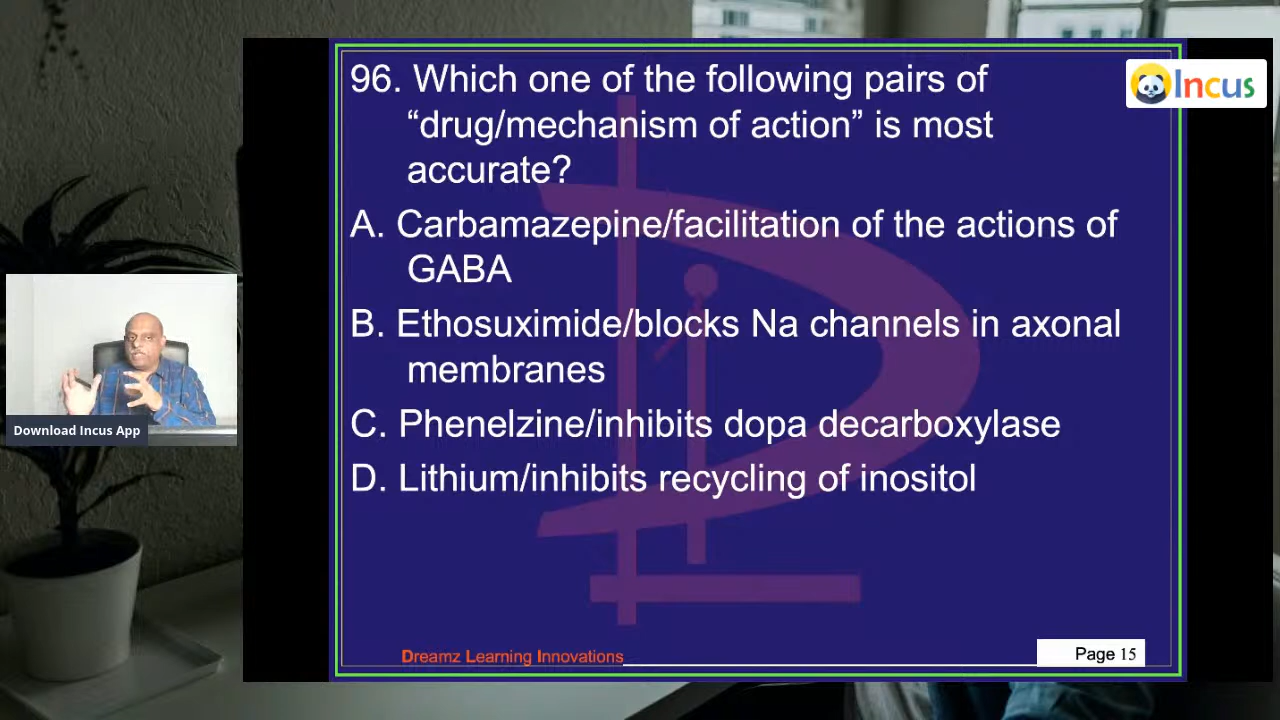 96. Which one of the following pairs of
“drug/mechanism of action” is most
accurate?
A. Carbamazepine/facilitation of the actions of
GABA
B. Ethosuximide/blocks Na channels in axonal
membranes
C. Phenelzine/inhibits dopa decarboxylase
D. Lithium/inhibits recycling of inositol
Incus
Download Incus App
Dreamz Learning Innovations
Page 15